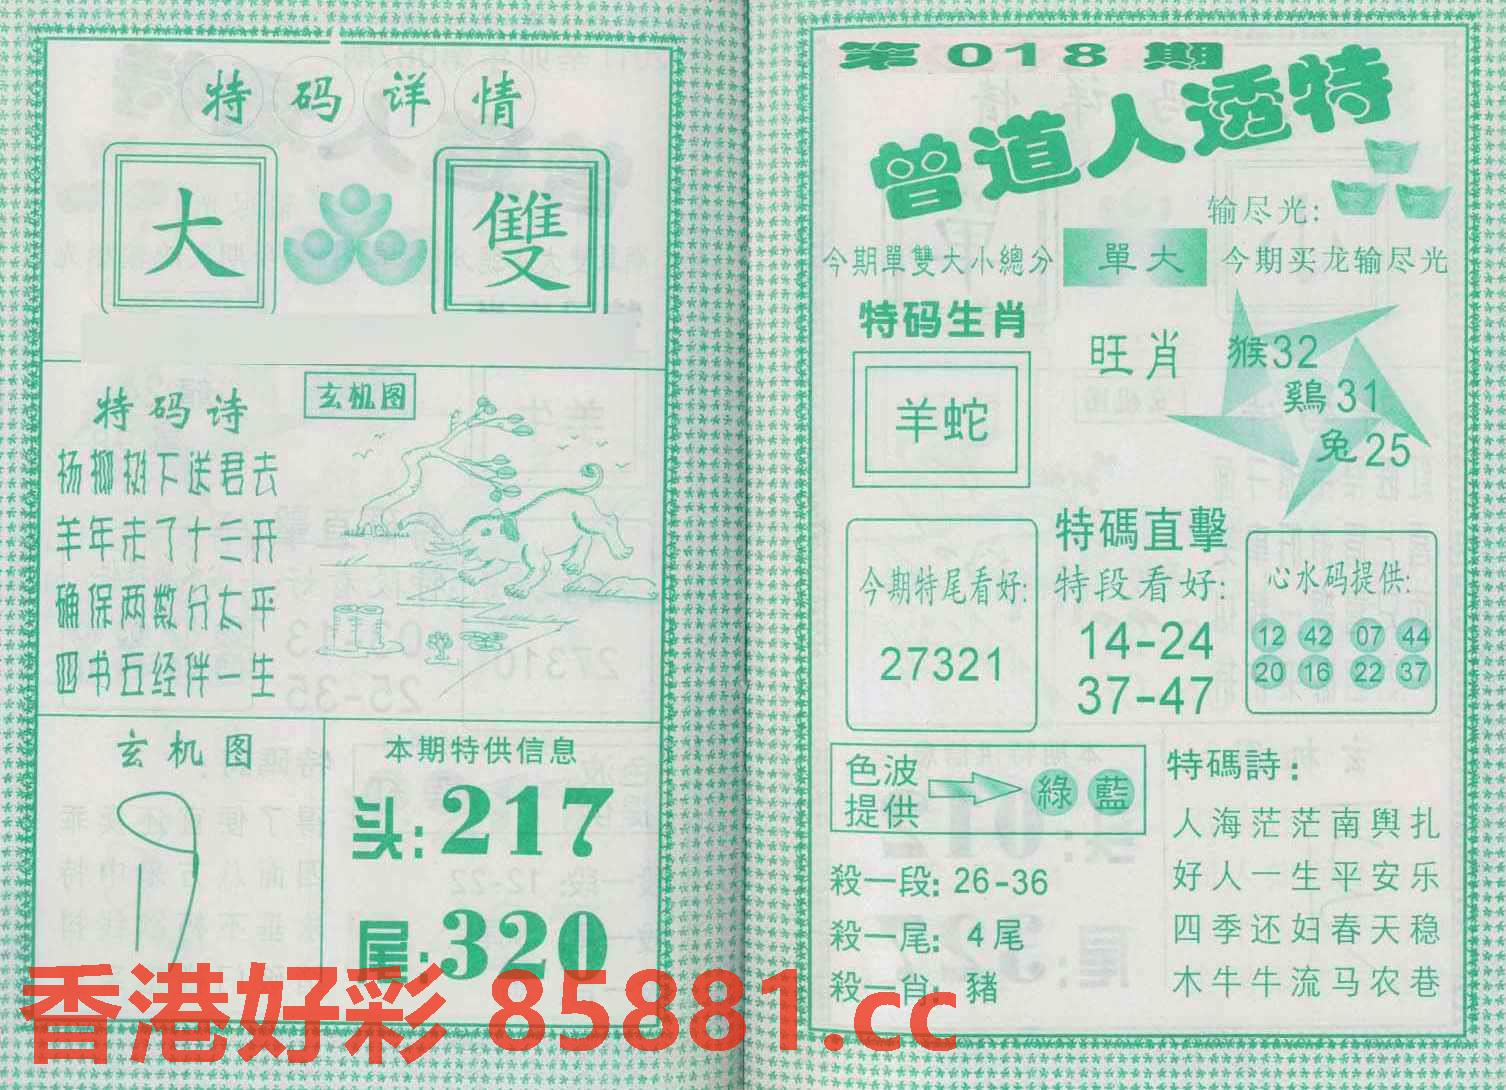 特码详情
大
雙
特码诗
玄机图
杨柳树下送君去
羊年未了十三开
确保两数分太平
四书五经伴一生
玄机图
本期特供信息
头:217
尾:320
第018期
曾道人透特
输尽光:
今期單雙大小總分
單大
今期买龙输尽光
特码生肖
羊蛇
旺肖
猴32
鷄31
兔25
今期特尾看好:
27321
特碼直擊
特段看好:
14-24
37-47
心水码提供:
12 42 07 44
20 16 22 37
色波
提供
綠 藍
殺一段: 26-36
殺一尾: 4尾
殺一肖: 豬
特碼詩:
人海茫茫南輿扎
好人一生平安乐
四季还妇春天稳
木牛牛流马农巷
香港好彩 85881.cc